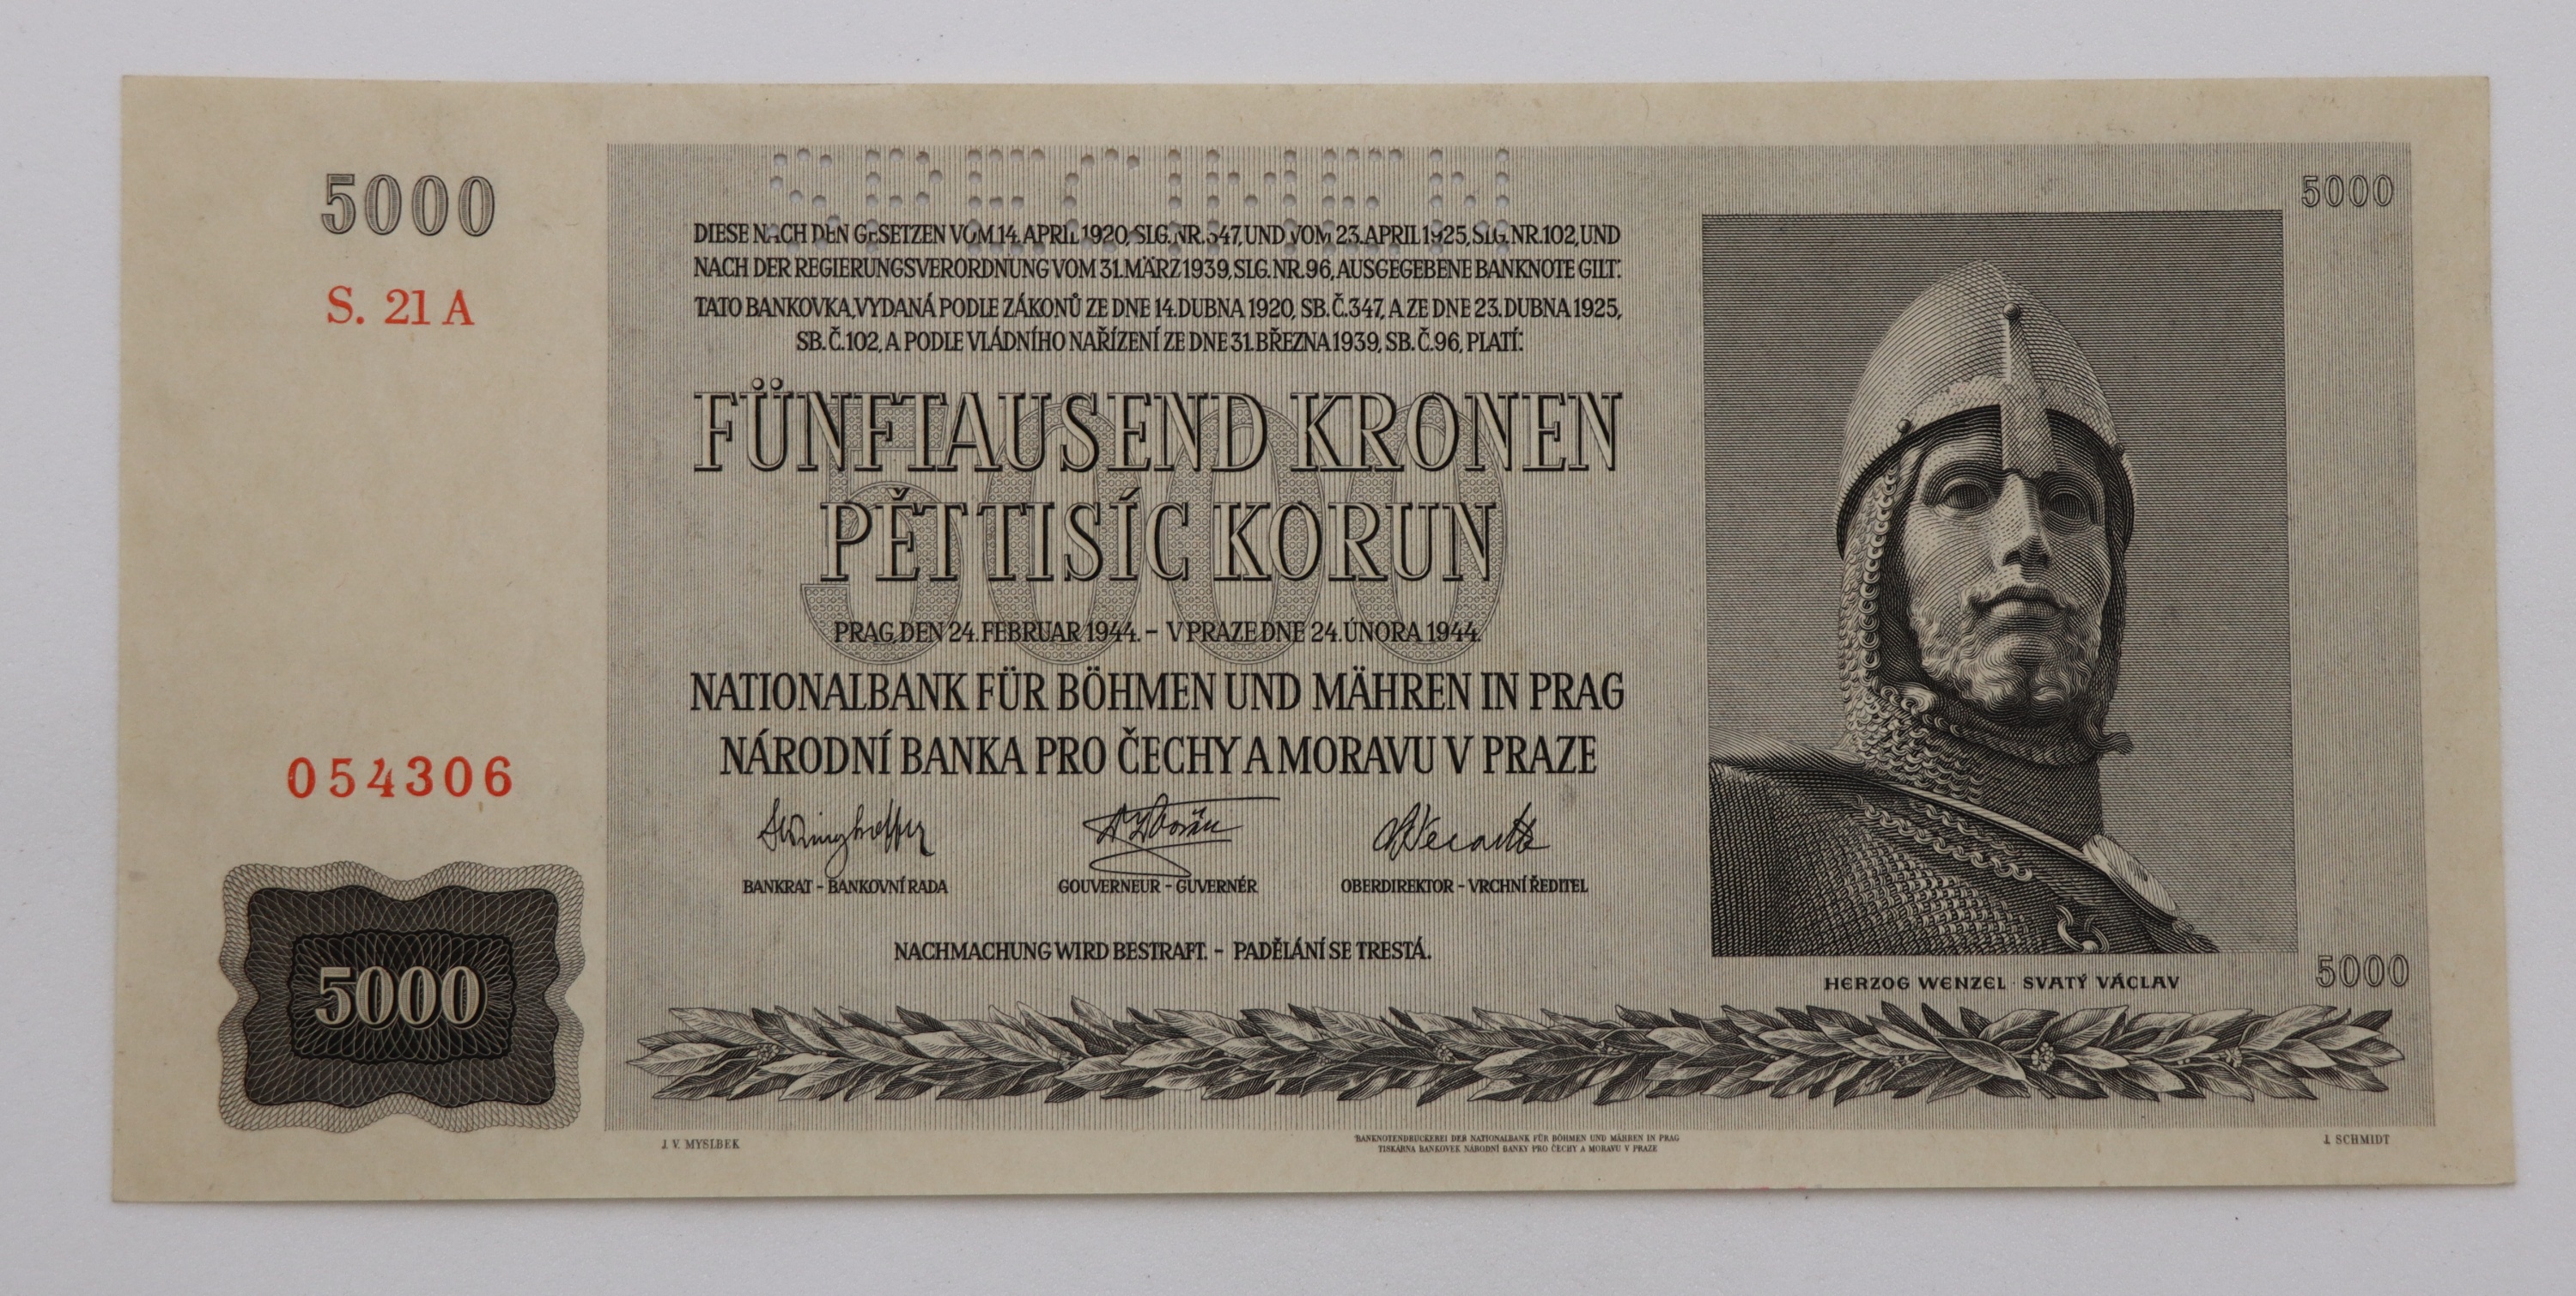 5000
S. 21 A
054306
5000
SPECIMEN
DIESE NACH DEN GESETZEN VOM 14. APRIL 1920, SLG. NR. 347, UND VOM 23. APRIL 1925, SLG. NR. 102, UND
NACH DER REGIERUNGSVERORDNUNG VOM 31. MÄRZ 1939, SLG. NR. 96, AUSGEGEBENE BANKNOTE GILT:
TATO BANKOVKA, VYDANÁ PODLE ZÁKONŮ ZE DNE 14. DUBNA 1920, SB. Č. 347, A ZE DNE 23. DUBNA 1925,
SB. Č. 102, A PODLE VLÁDNÍHO NAŘÍZENÍ ZE DNE 31. BŘEZNA 1939, SB. Č. 96, PLATÍ:
5000
FÜNFTAUSEND KRONEN
PĚT TISÍC KORUN
PRAG, DEN 24. FEBRUAR 1944. – V PRAZE DNE 24. ÚNORA 1944.
NATIONALBANK FÜR BÖHMEN UND MÄHREN IN PRAG
NÁRODNÍ BANKA PRO ČECHY A MORAVU V PRAZE
BANKRAT – BANKOVNÍ RADA
GOUVERNEUR – GUVERNÉR
OBERDIREKTOR – VRCHNÍ ŘEDITEL
NACHMACHUNG WIRD BESTRAFT. – PADĚLÁNÍ SE TRESTÁ.
5000
HERZOG WENZEL · SVATÝ VÁCLAV
5000
J. V. MYSLBEK
BANKNOTENDRUCKEREI DER NATIONALBANK FÜR BÖHMEN UND MÄHREN IN PRAG
TISKÁRNA BANKOVEK NÁRODNÍ BANKY PRO ČECHY A MORAVU V PRAZE
J. SCHMIDT